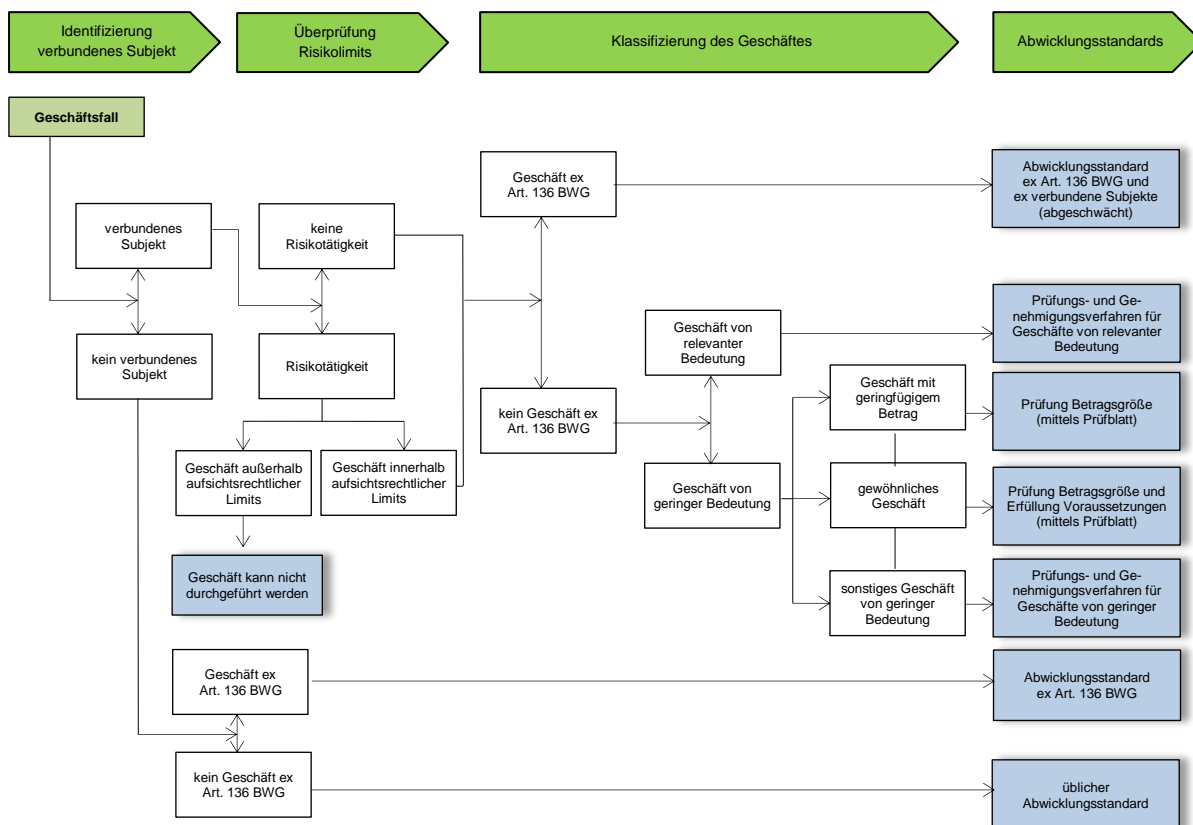 Identifizierung
verbundenes Subjekt
Überprüfung
Risikolimits
Klassifizierung des Geschäftes
Abwicklungsstandards
Geschäftsfall
Geschäft ex
Art. 136 BWG
Abwicklungsstandard
ex Art. 136 BWG und
ex verbundene Subjekte
(abgeschwächt)
verbundenes
Subjekt
keine
Risikotätigkeit
kein verbundenes
Subjekt
Risikotätigkeit
Geschäft von
relevanter
Bedeutung
Prüfungs- und Ge-
nehmigungsverfahren für
Geschäfte von relevanter
Bedeutung
kein Geschäft ex
Art. 136 BWG
Geschäft mit
geringfügigem
Betrag
Prüfung Betragsgröße
(mittels Prüfblatt)
Geschäft außerhalb
aufsichtsrechtlicher
Limits
Geschäft innerhalb
aufsichtsrechtlicher
Limits
Geschäft von
geringer Bedeutung
gewöhnliches
Geschäft
Prüfung Betragsgröße und
Erfüllung Voraussetzungen
(mittels Prüfblatt)
Geschäft kann nicht
durchgeführt werden
sonstiges Geschäft
von geringer
Bedeutung
Prüfungs- und Ge-
nehmigungsverfahren für
Geschäfte von geringer
Bedeutung
Geschäft ex
Art. 136 BWG
Abwicklungsstandard
ex Art. 136 BWG
kein Geschäft ex
Art. 136 BWG
üblicher
Abwicklungsstandard